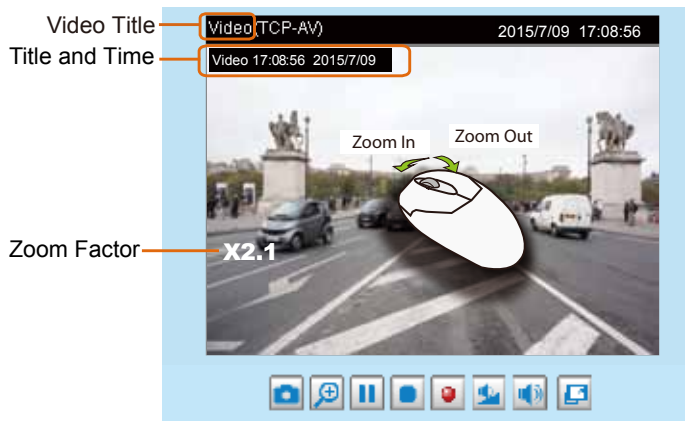 Video Title
Video(TCP-AV) 2015/7/09 17:08:56
Title and Time
Video 17:08:56 2015/7/09
Zoom In
Zoom Out
Zoom Factor
X2.1